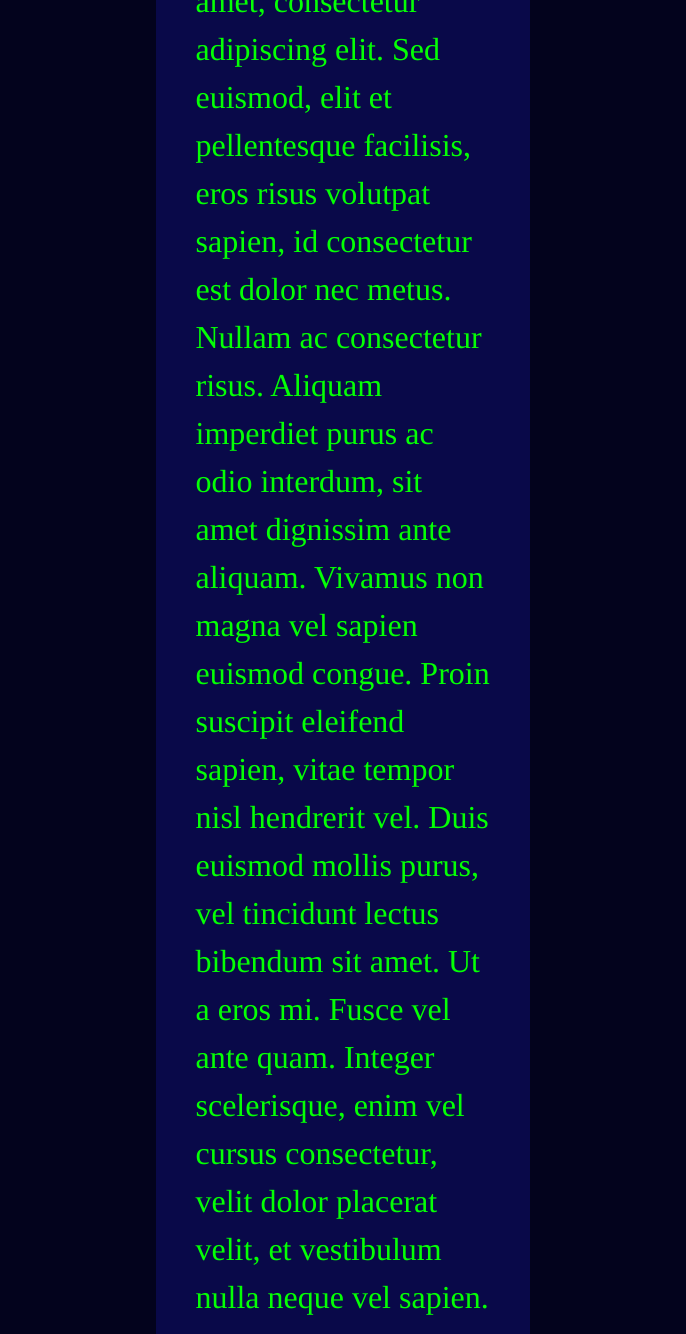 amet, consectetur
adipiscing elit. Sed
euismod, elit et
pellentesque facilisis,
eros risus volutpat
sapien, id consectetur
est dolor nec metus.
Nullam ac consectetur
risus. Aliquam
imperdiet purus ac
odio interdum, sit
amet dignissim ante
aliquam. Vivamus non
magna vel sapien
euismod congue. Proin
suscipit eleifend
sapien, vitae tempor
nisl hendrerit vel. Duis
euismod mollis purus,
vel tincidunt lectus
bibendum sit amet. Ut
a eros mi. Fusce vel
ante quam. Integer
scelerisque, enim vel
cursus consectetur,
velit dolor placerat
velit, et vestibulum
nulla neque vel sapien.